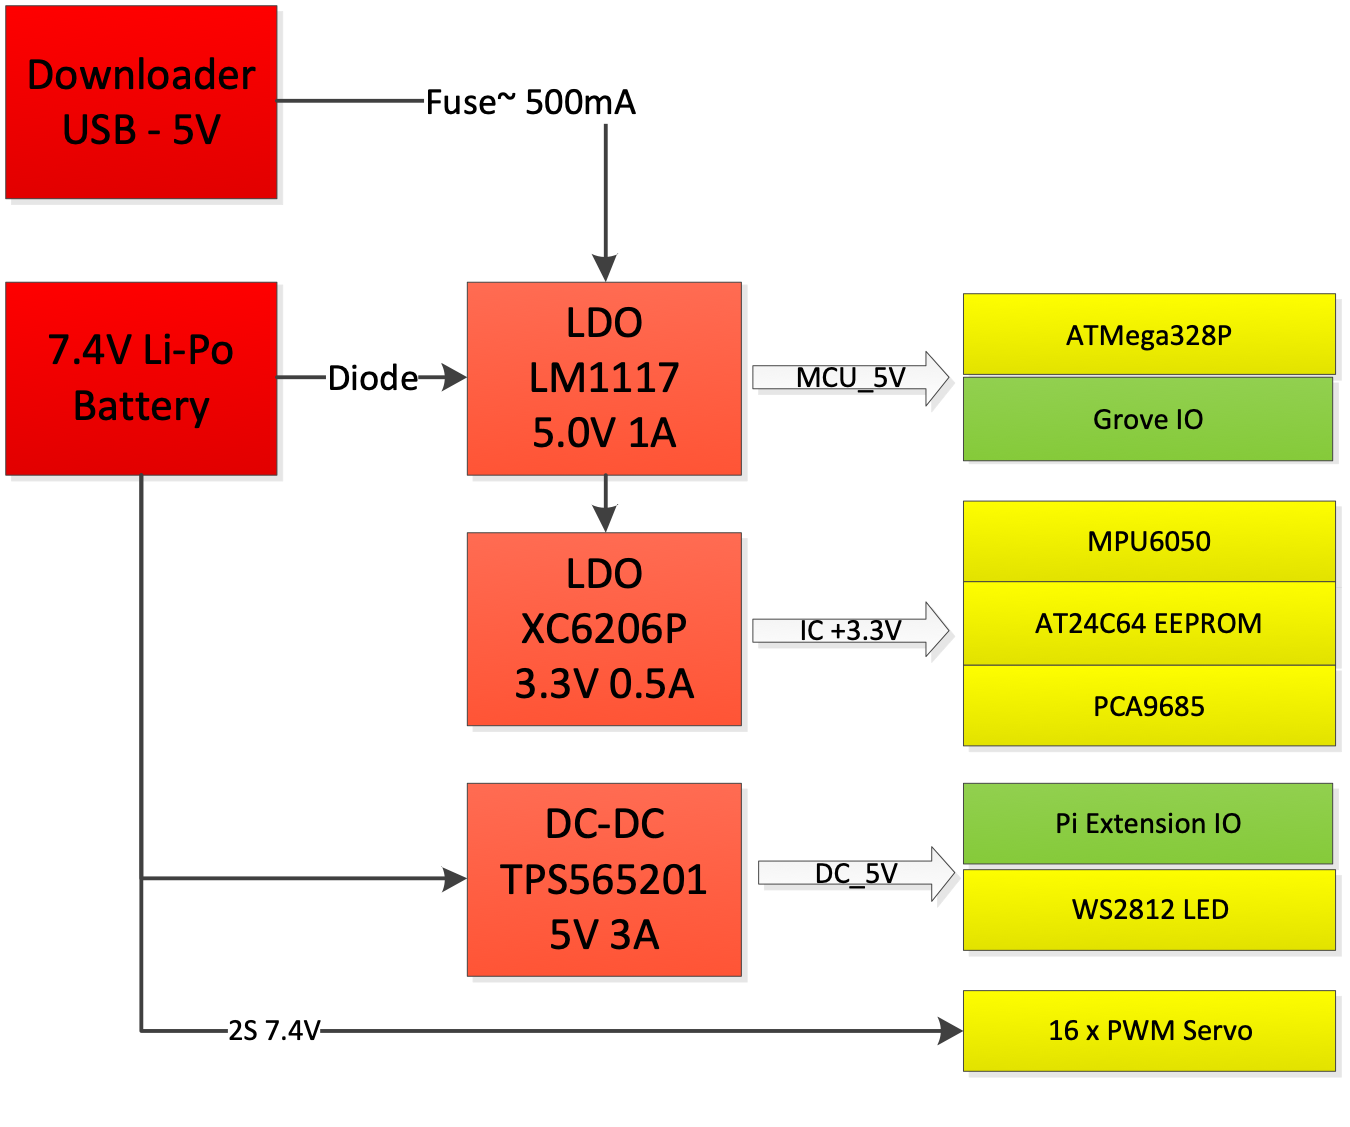 Downloader
USB - 5V
Fuse~ 500mA
7.4V Li-Po
Battery
Diode
LDO
LM1117
5.0V 1A
MCU_5V
ATMega328P
Grove IO
LDO
XC6206P
3.3V 0.5A
IC +3.3V
MPU6050
AT24C64 EEPROM
PCA9685
DC-DC
TPS565201
5V 3A
DC_5V
Pi Extension IO
WS2812 LED
2S 7.4V
16 x PWM Servo